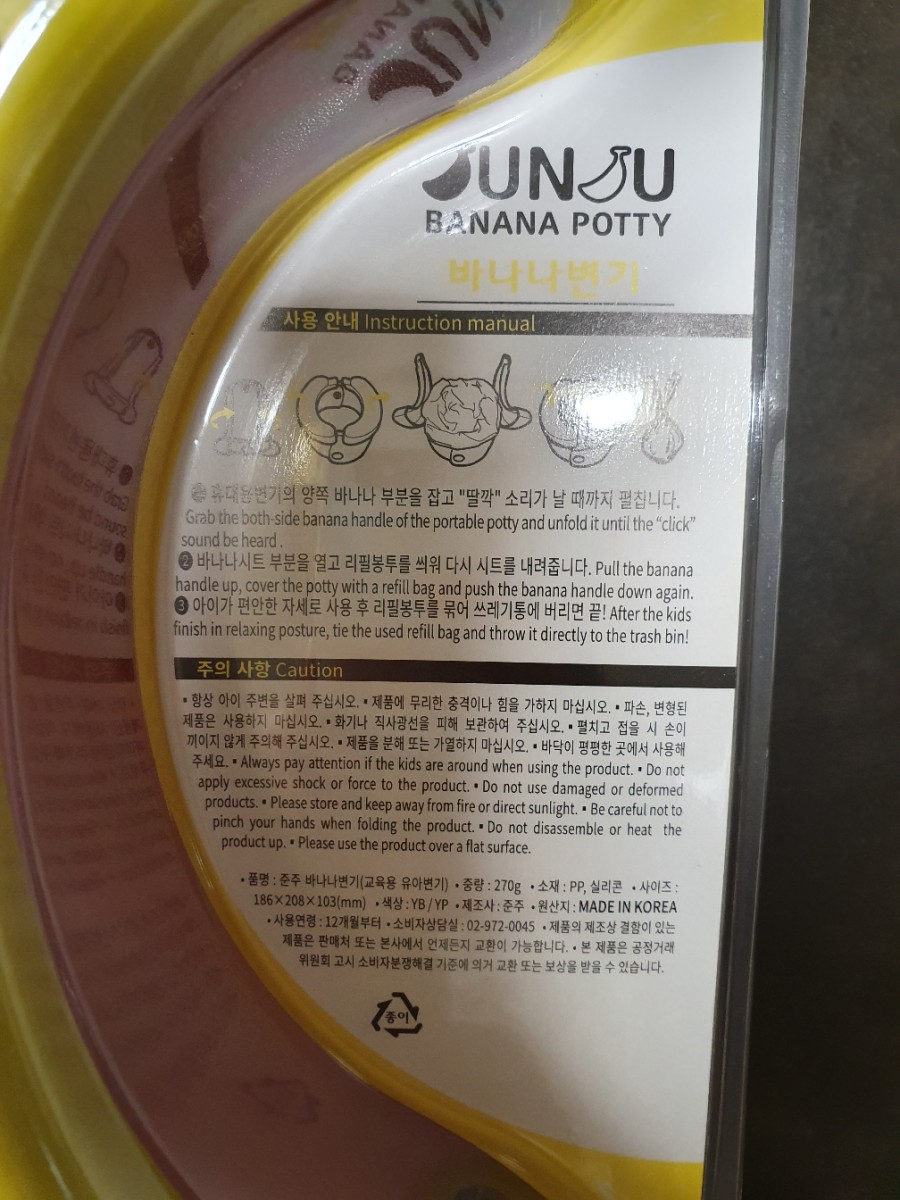 JUNJU
BANANA POTTY
바나나변기
사용 안내 Instruction manual
❶ 휴대용변기의 양쪽 바나나 부분을 잡고 "딸깍" 소리가 날 때까지 펼칩니다.
Grab the both-side banana handle of the portable potty and unfold it until the “click”
sound be heard .
❷ 바나나시트 부분을 열고 리필봉투를 씌워 다시 시트를 내려줍니다. Pull the banana
handle up, cover the potty with a refill bag and push the banana handle down again.
❸ 아이가 편안한 자세로 사용 후 리필봉투를 묶어 쓰레기통에 버리면 끝! After the kids
finish in relaxing posture, tie the used refill bag and throw it directly to the trash bin!
주의 사항 Caution
▪ 항상 아이 주변을 살펴 주십시오. ▪ 제품에 무리한 충격이나 힘을 가하지 마십시오. ▪ 파손, 변형된
제품은 사용하지 마십시오. ▪ 화기나 직사광선을 피해 보관하여 주십시오. ▪ 펼치고 접을 시 손이
끼이지 않게 주의해 주십시오. ▪ 제품을 분해 또는 가열하지 마십시오. ▪ 바닥이 평평한 곳에서 사용해
주세요. ▪ Always pay attention if the kids are around when using the product. ▪ Do not
apply excessive shock or force to the product. ▪ Do not use damaged or deformed
products. ▪ Please store and keep away from fire or direct sunlight. ▪ Be careful not to
pinch your hands when folding the product. ▪ Do not disassemble or heat the
product up. ▪ Please use the product over a flat surface.
• 품명 : 준주 바나나변기(교육용 유아변기) • 중량 : 270g • 소재 : PP, 실리콘 • 사이즈 :
186×208×103(mm) • 색상 : YB / YP • 제조사 : 준주 • 원산지 : MADE IN KOREA
• 사용연령 : 12개월부터 • 소비자상담실 : 02-972-0045 • 제품의 제조상 결함이 있는
제품은 판매처 또는 본사에서 언제든지 교환이 가능합니다. • 본 제품은 공정거래
위원회 고시 소비자분쟁해결 기준에 의거 교환 또는 보상을 받을 수 있습니다.
종이